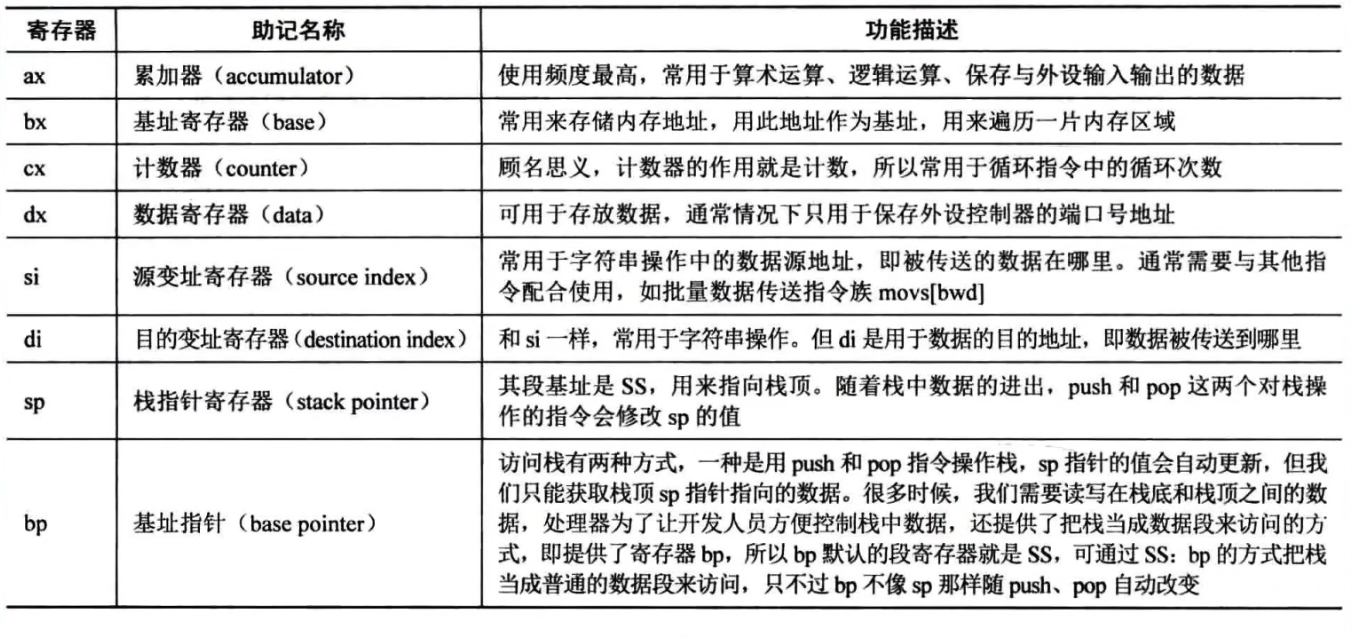 寄存器 助记名称 功能描述
ax 累加器（accumulator） 使用频度最高，常用于算术运算、逻辑运算、保存与外设输入输出的数据
bx 基址寄存器（base） 常用来存储内存地址，用此地址作为基址，用来遍历一片内存区域
cx 计数器（counter） 顾名思义，计数器的作用就是计数，所以常用于循环指令中的循环次数
dx 数据寄存器（data） 可用于存放数据，通常情况下只用于保存外设控制器的端口号地址
si 源变址寄存器（source index） 常用于字符串操作中的数据源地址，即被传送的数据在哪里。通常需要与其他指
令配合使用，如批量数据传送指令族 movs[bwd]
di 目的变址寄存器（destination index） 和 si 一样，常用于字符串操作。但 di 是用于数据的目的地址，即数据被传送到哪里
sp 栈指针寄存器（stack pointer） 其段基址是 SS，用来指向栈顶。随着栈中数据的进出，push 和 pop 这两个对栈操
作的指令会修改 sp 的值
bp 基址指针（base pointer） 访问栈有两种方式，一种是用 push 和 pop 指令操作栈，sp 指针的值会自动更新，但我
们只能获取栈顶 sp 指针指向的数据。很多时候，我们需要读写在栈底和栈顶之间的数
据，处理器为了让开发人员方便控制栈中数据，还提供了把栈当成数据段来访问的方
式，即提供了寄存器 bp，所以 bp 默认的段寄存器就是 SS，可通过 SS：bp 的方式把栈
当成普通的数据段来访问，只不过 bp 不像 sp 那样随 push、pop 自动改变